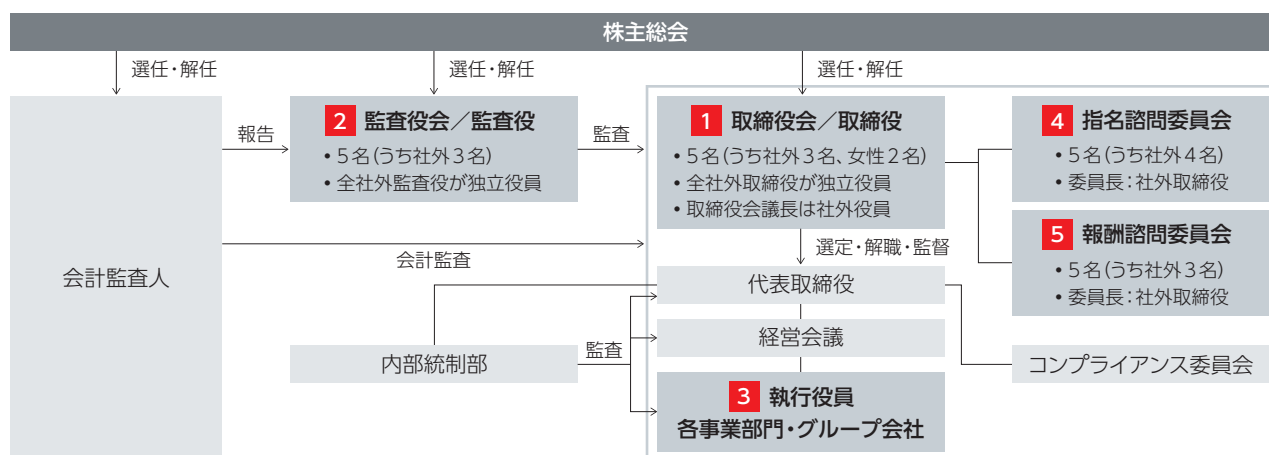 株主総会
選任・解任
選任・解任
選任・解任
会計監査人
報告
2 監査役会／監査役
• 5名(うち社外3名)
• 全社外監査役が独立役員
監査
1 取締役会／取締役
• 5名(うち社外3名、女性2名)
• 全社外取締役が独立役員
• 取締役会議長は社外役員
4 指名諮問委員会
• 5名(うち社外4名)
• 委員長：社外取締役
5 報酬諮問委員会
• 5名(うち社外3名)
• 委員長：社外取締役
会計監査
選定・解職・監督
代表取締役
経営会議
内部統制部
監査
コンプライアンス委員会
3 執行役員
各事業部門・グループ会社